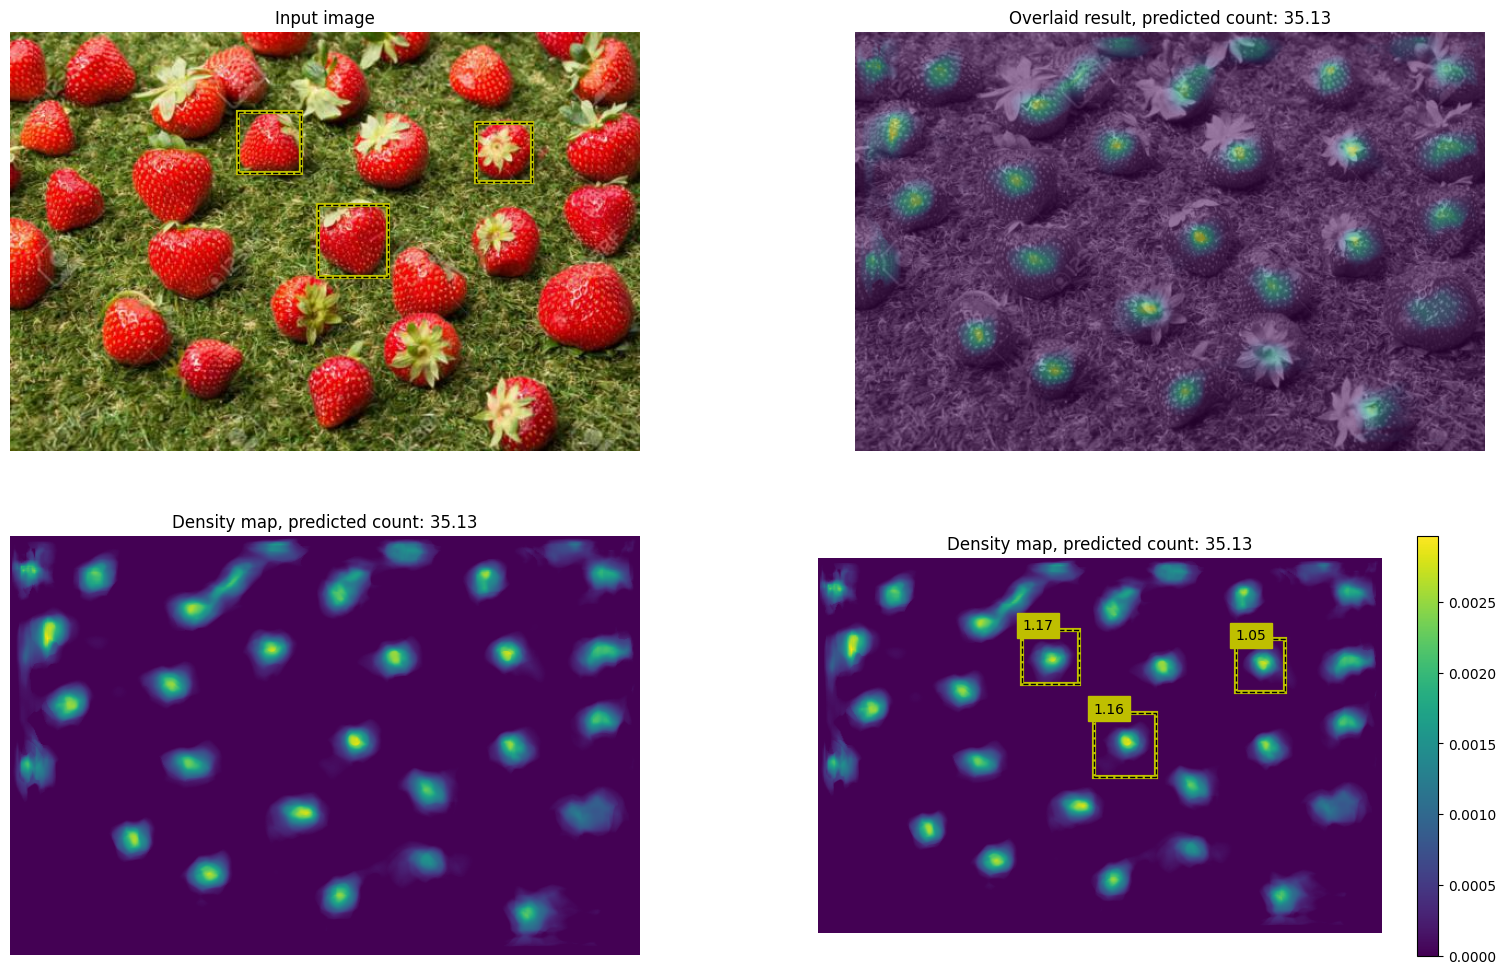 Input image
Overlaid result, predicted count: 35.13
Density map, predicted count: 35.13
Density map, predicted count: 35.13
1.17
1.05
1.16
0.0025
0.0020
0.0015
0.0010
0.0005
0.0000